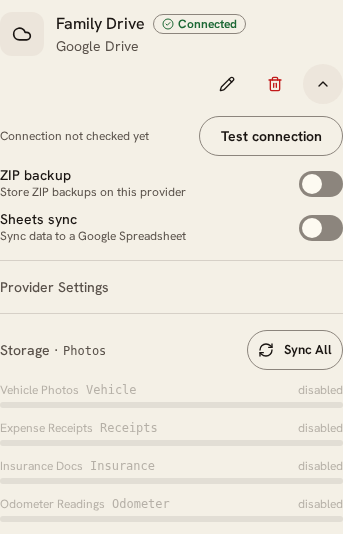 Family Drive Connected
Google Drive
Connection not checked yet Test connection
ZIP backup
Store ZIP backups on this provider
Sheets sync
Sync data to a Google Spreadsheet
Provider Settings
Storage · Photos Sync All
Vehicle Photos Vehicle disabled
Expense Receipts Receipts disabled
Insurance Docs Insurance disabled
Odometer Readings Odometer disabled